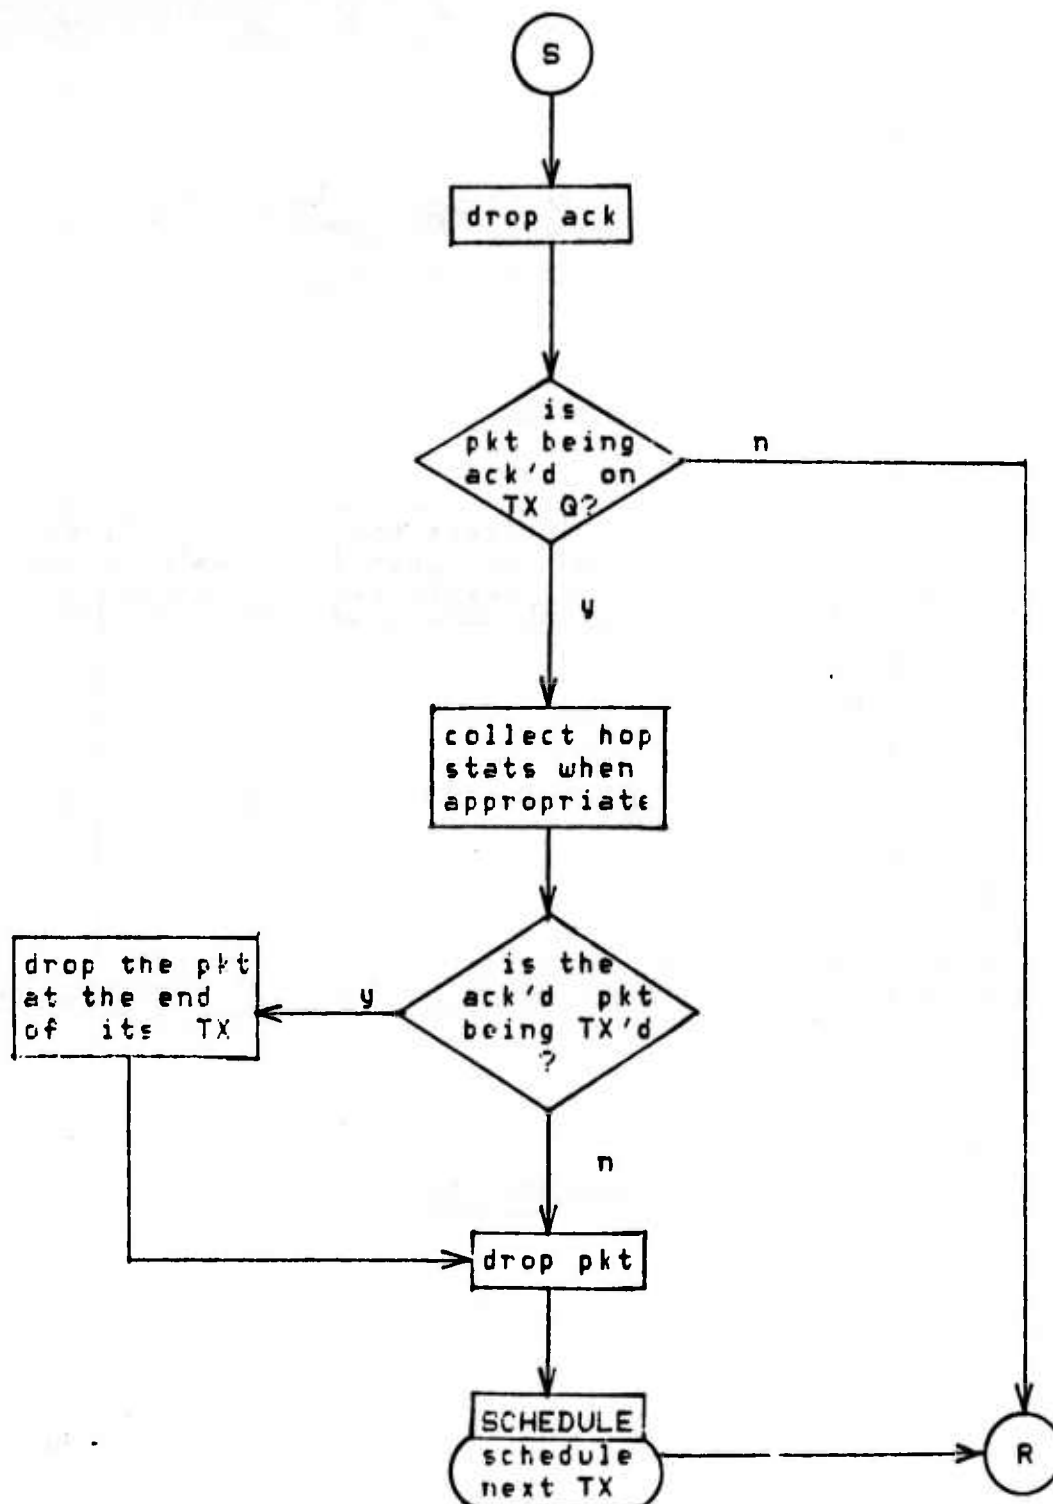 S
drop ack
is
pkt being
ack'd on
TX Q?
n
y
collect hop
stats when
appropriate
drop the pkt
at the end
of its TX
y
is the
ack'd pkt
being TX'd
?
n
drop pkt
SCHEDULE
schedule
next TX
R